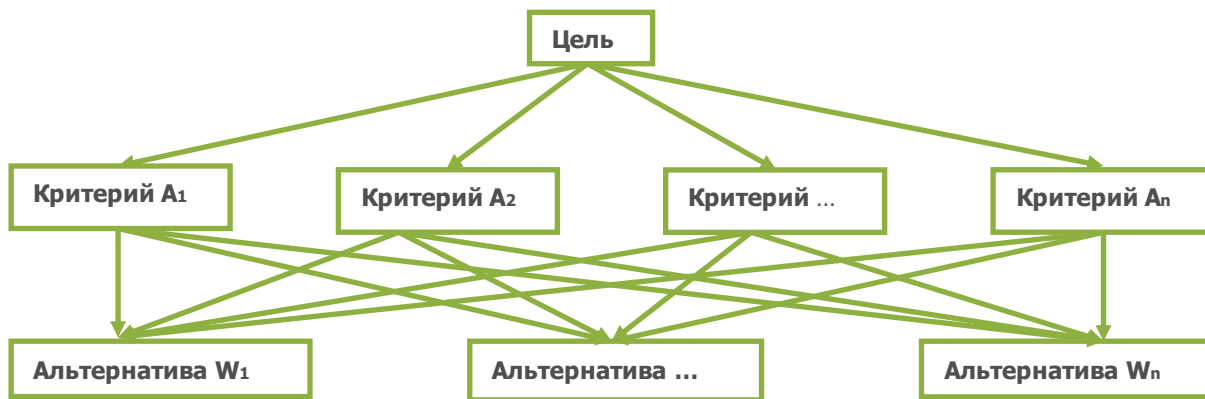 Цель
Критерий A1
Критерий A2
Критерий ...
Критерий An
Альтернатива W1
Альтернатива ...
Альтернатива Wn